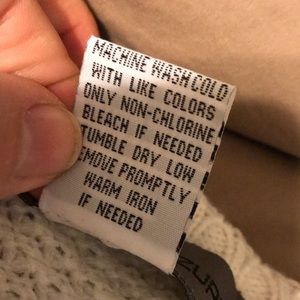 MACHINE WASH COLD
WITH LIKE COLORS
ONLY NON-CHLORINE
BLEACH IF NEEDED
TUMBLE DRY LOW
EMOVE PROMPTLY
WARM IRON
IF NEEDED
ZUR